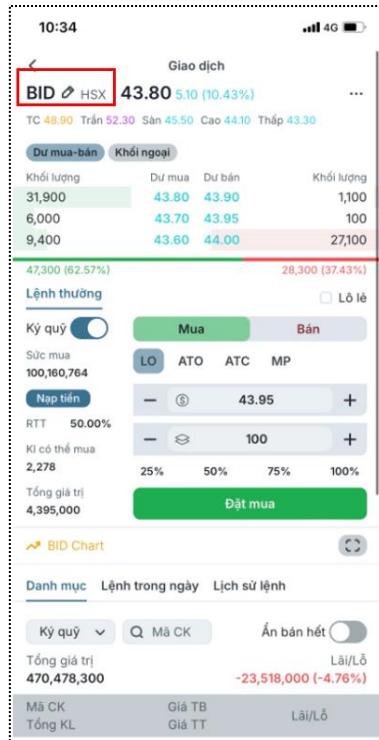 10:34 4G
Giao dịch
BID HSX 43.80 5.10 (10.43%) ...
TC 48.90 Trần 52.30 Sàn 45.50 Cao 44.10 Thấp 43.30
Dư mua-bán Khối ngoại
Khối lượng Dư mua Dư bán Khối lượng
31,900 43.80 43.90 1,100
6,000 43.70 43.95 100
9,400 43.60 44.00 27,100
47,300 (62.57%) 28,300 (37.43%)
Lệnh thường Lô lẻ
Ký quỹ Mua Bán
Sức mua
100,160,764
LO ATO ATC MP
Nạp tiền
− 43.95 +
RTT 50.00%
Kl có thể mua
2,278
− 100 +
25% 50% 75% 100%
Tổng giá trị
4,395,000
Đặt mua
BID Chart
Danh mục Lệnh trong ngày Lịch sử lệnh
Ký quỹ Mã CK Ẩn bán hết
Tổng giá trị Lãi/Lỗ
470,478,300 -23,518,000 (-4.76%)
Mã CK Giá TB Lãi/Lỗ
Tổng KL Giá TT